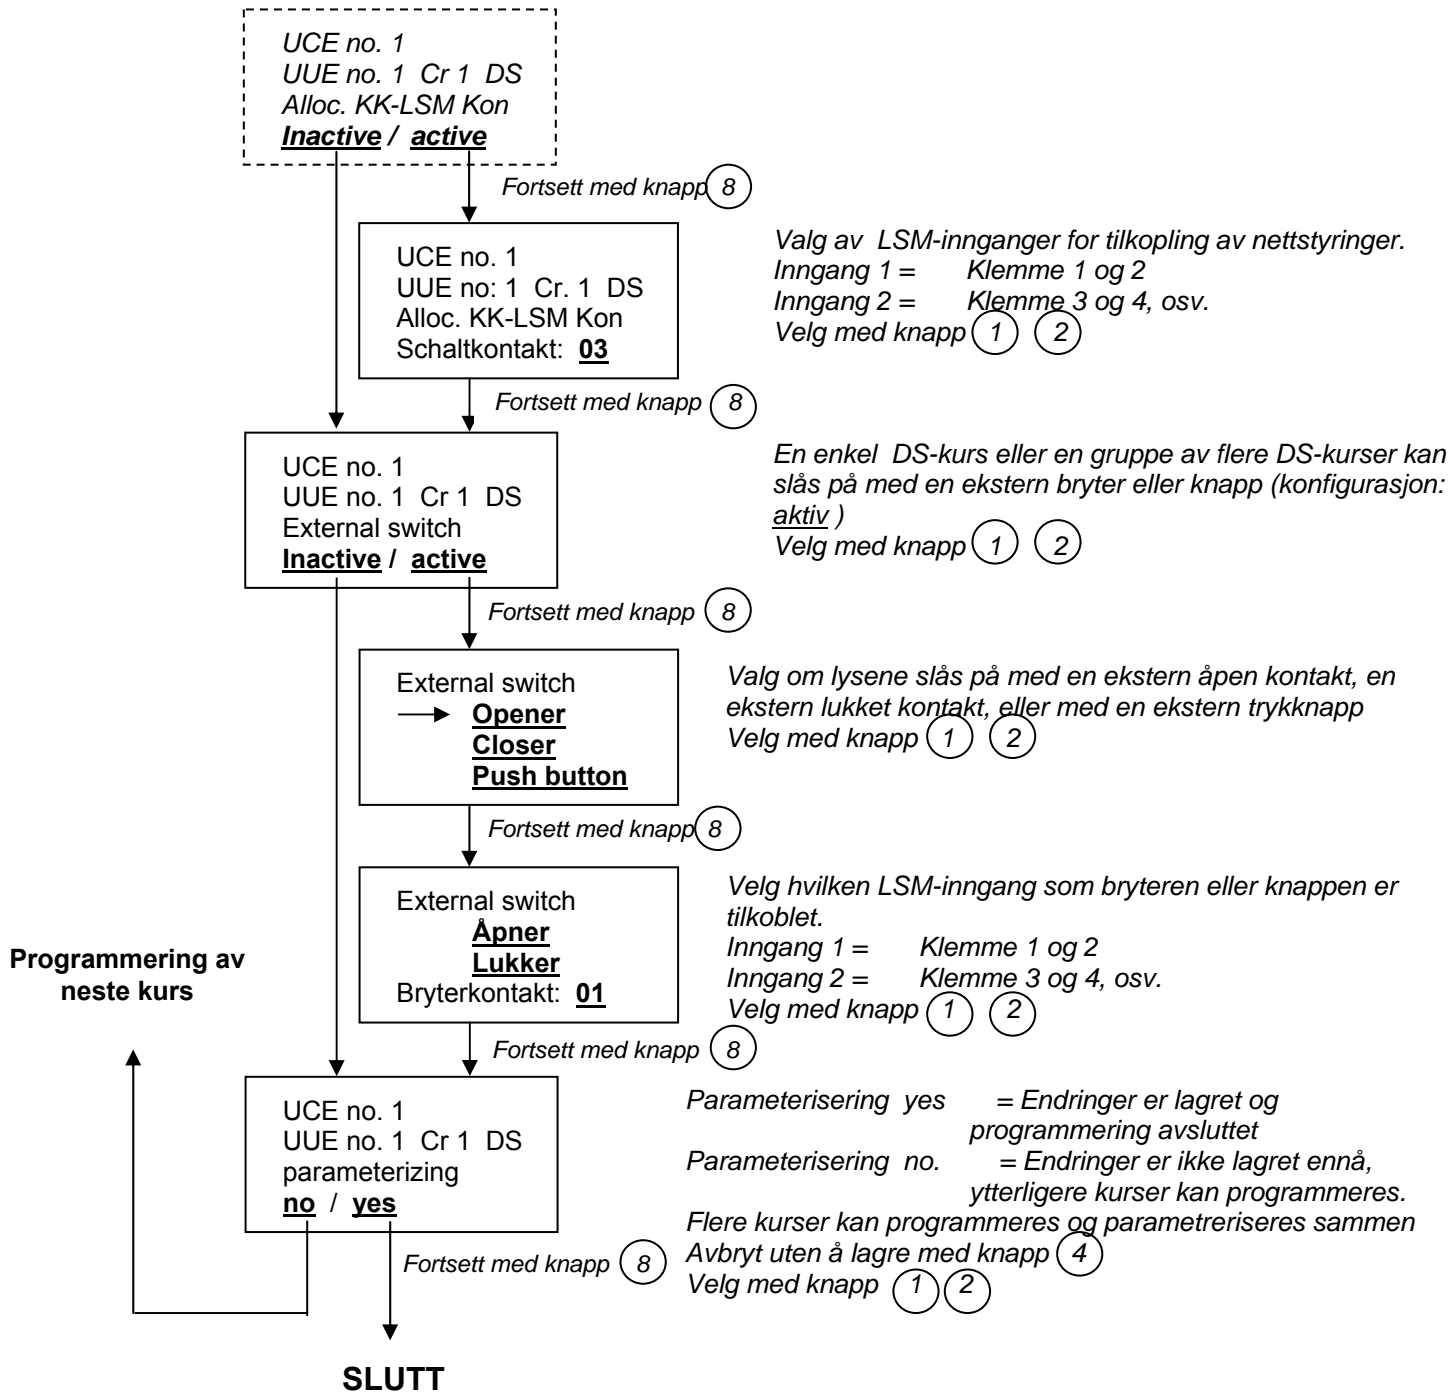 UCE no. 1
UUE no. 1 Cr 1 DS
Alloc. KK-LSM Kon
Inactive / active
Fortsett med knapp 8
UCE no. 1
UUE no: 1 Cr. 1 DS
Alloc. KK-LSM Kon
Schaltkontakt: 03
Valg av LSM-innganger for tilkopling av nettstyringer.
Inngang 1 = Klemme 1 og 2
Inngang 2 = Klemme 3 og 4, osv.
Velg med knapp 1 2
Fortsett med knapp 8
UCE no. 1
UUE no. 1 Cr 1 DS
External switch
Inactive / active
En enkel DS-kurs eller en gruppe av flere DS-kurser kan
slås på med en ekstern bryter eller knapp (konfigurasjon:
aktiv )
Velg med knapp 1 2
Fortsett med knapp 8
External switch
Opener
Closer
Push button
Valg om lysene slås på med en ekstern åpen kontakt, en
ekstern lukket kontakt, eller med en ekstern trykknapp
Velg med knapp 1 2
Fortsett med knapp 8
External switch
Åpner
Lukker
Bryterkontakt: 01
Velg hvilken LSM-inngang som bryteren eller knappen er
tilkoblet.
Inngang 1 = Klemme 1 og 2
Inngang 2 = Klemme 3 og 4, osv.
Velg med knapp 1 2
Programmering av
neste kurs
Fortsett med knapp 8
UCE no. 1
UUE no. 1 Cr 1 DS
parameterizing
no / yes
Parameterisering yes = Endringer er lagret og
programmering avsluttet
Parameterisering no. = Endringer er ikke lagret ennå,
ytterligere kurser kan programmeres.
Flere kurser kan programmeres og parametreriseres sammen
Avbryt uten å lagre med knapp 4
Velg med knapp 1 2
Fortsett med knapp 8
SLUTT